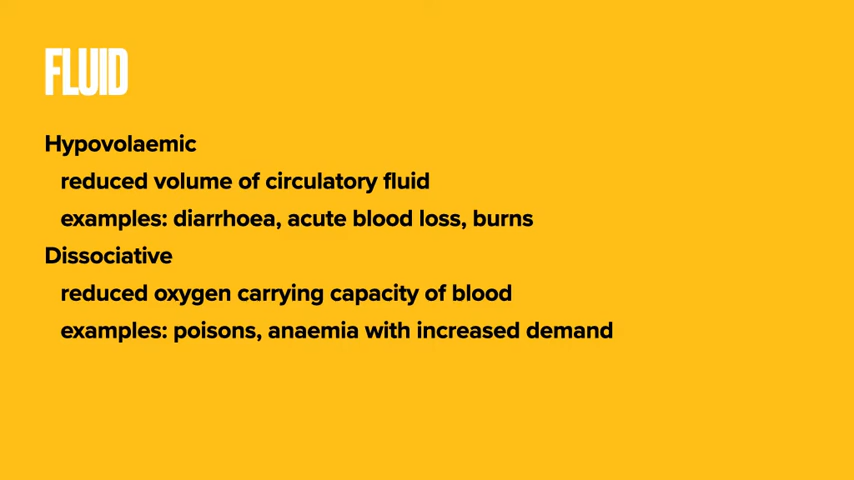 FLUID
Hypovolaemic
reduced volume of circulatory fluid
examples: diarrhoea, acute blood loss, burns
Dissociative
reduced oxygen carrying capacity of blood
examples: poisons, anaemia with increased demand